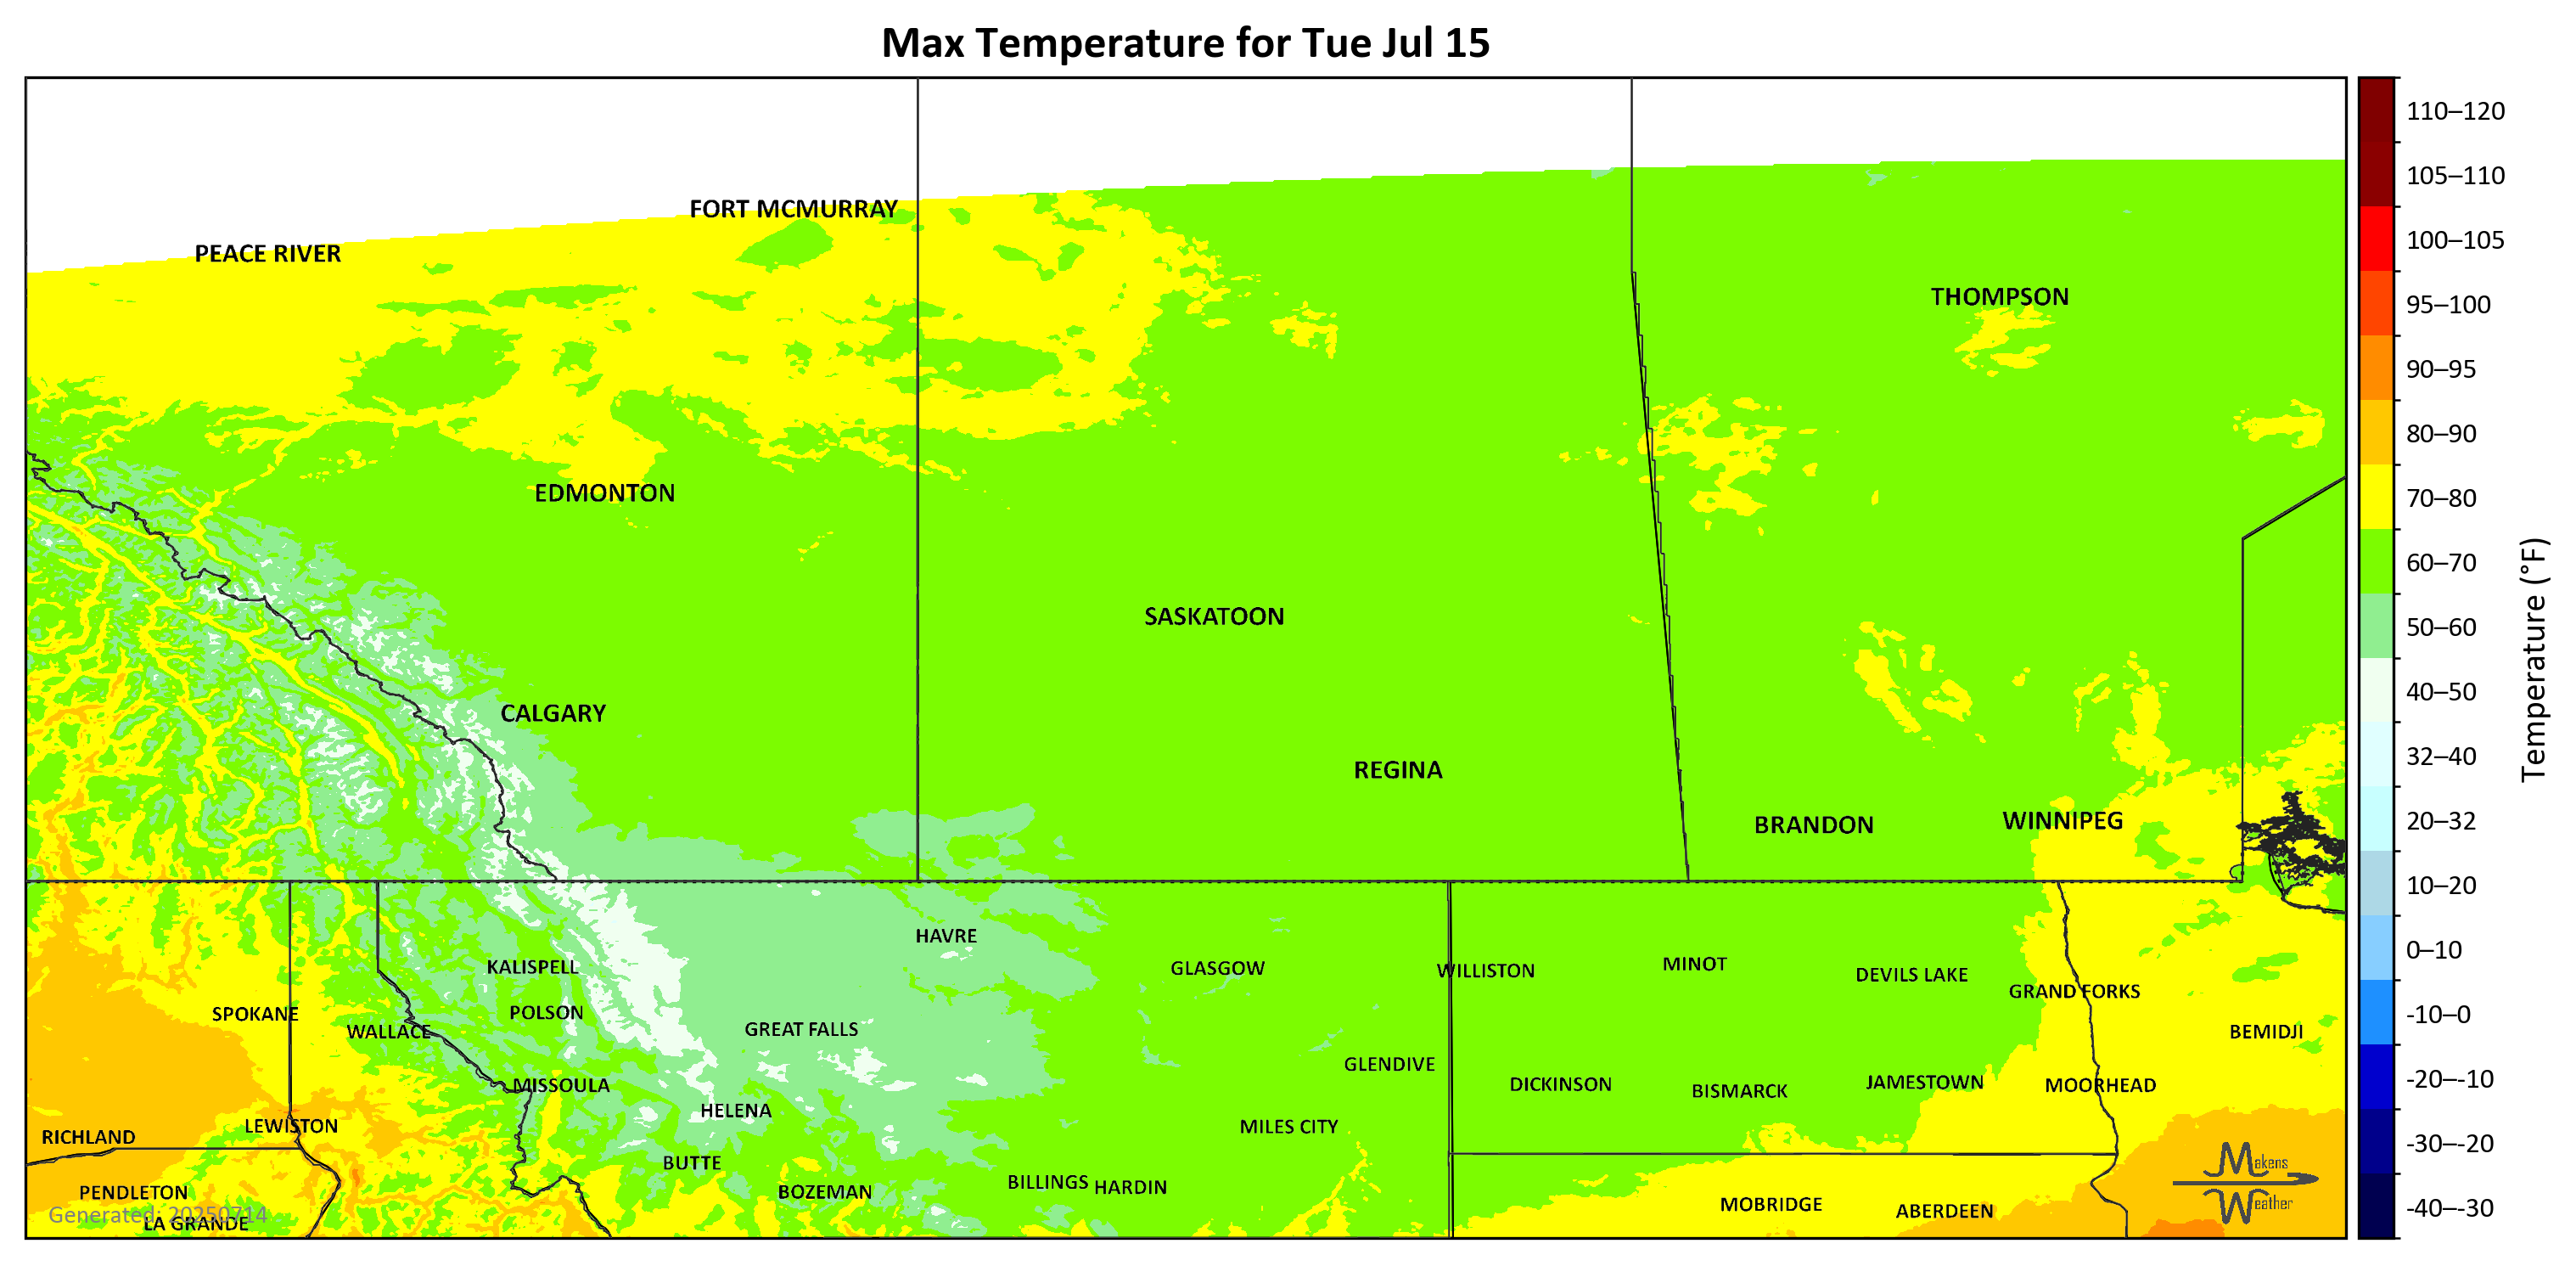 Max Temperature for Tue Jul 15
FORT MCMURRAY
PEACE RIVER
THOMPSON
EDMONTON
SASKATOON
CALGARY
REGINA
BRANDON
WINNIPEG
HAVRE
KALISPELL
GLASGOW
WILLISTON
MINOT
DEVILS LAKE
GRAND FORKS
SPOKANE
POLSON
WALLACE
GREAT FALLS
BEMIDJI
GLENDIVE
MISSOULA
DICKINSON
BISMARCK
JAMESTOWN
MOORHEAD
HELENA
LEWISTON
MILES CITY
RICHLAND
BUTTE
PENDLETON
BOZEMAN
BILLINGS
HARDIN
MOBRIDGE
ABERDEEN
Generated: 20250714
LA GRANDE
Makens
Weather
110–120
105–110
100–105
95–100
90–95
80–90
70–80
60–70
50–60
40–50
32–40
20–32
10–20
0–10
-10–0
-20–-10
-30–-20
-40–-30
Temperature (°F)